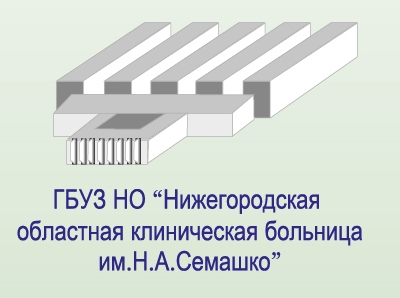 ГБУЗ НО “Нижегородская
областная клиническая больница
им.Н.А.Семашко”